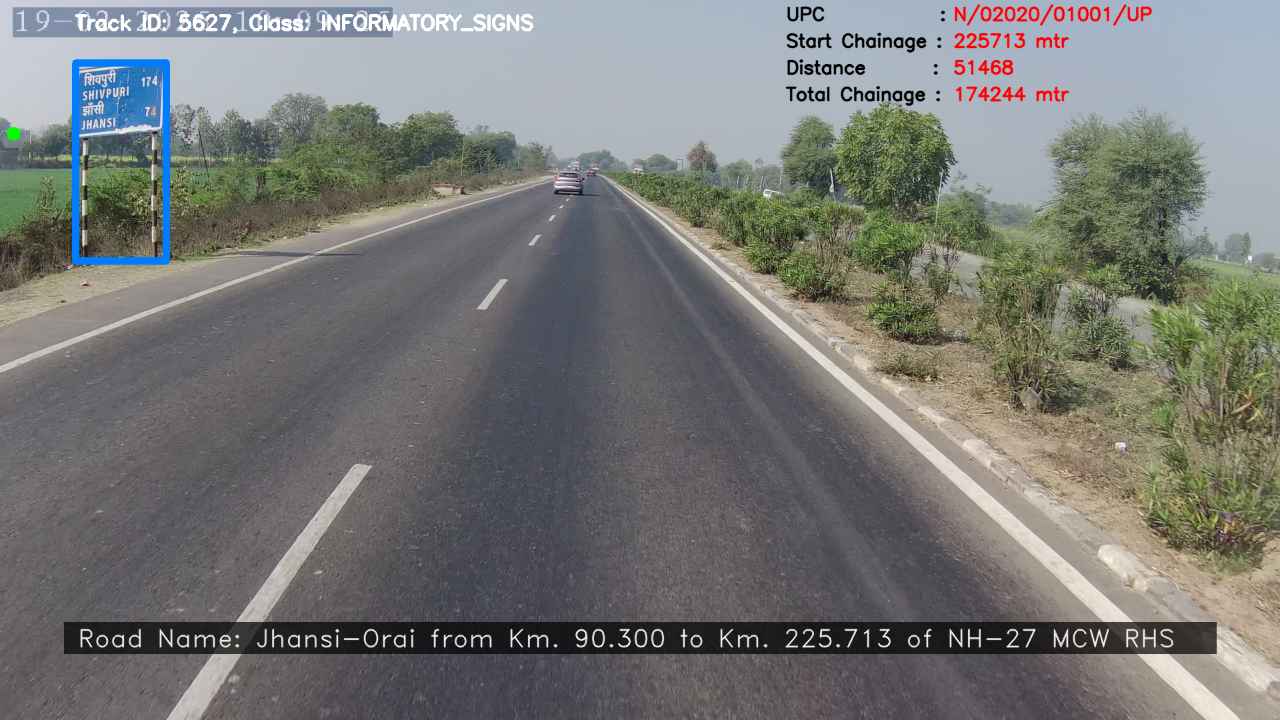 Track ID: 5627, Class: INFORMATORY_SIGNS
UPC : N/02020/01001/UP
Start Chainage : 225713 mtr
Distance : 51468
Total Chainage : 174244 mtr
शिवपुरी 174
SHIVPURI
झाँसी 74
JHANSI
Road Name: Jhansi-Orai from Km. 90.300 to Km. 225.713 of NH-27 MCW RHS